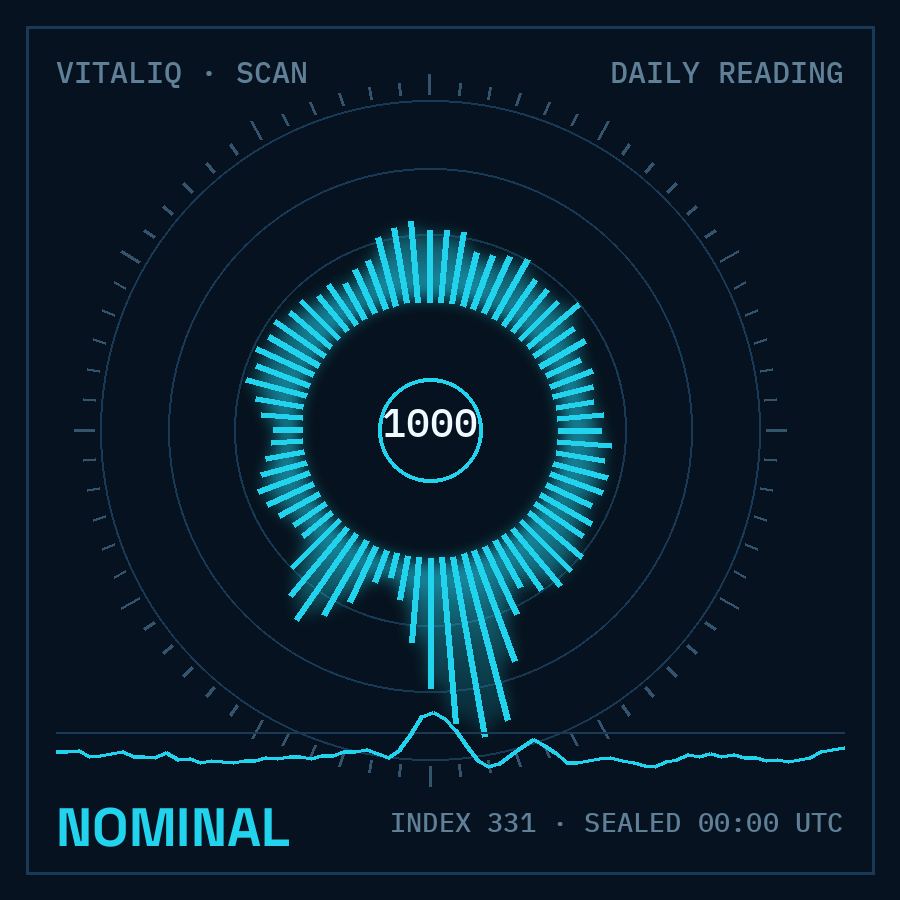 VITALIQ · SCAN
DAILY READING
1000
NOMINAL
INDEX 331 · SEALED 00:00 UTC